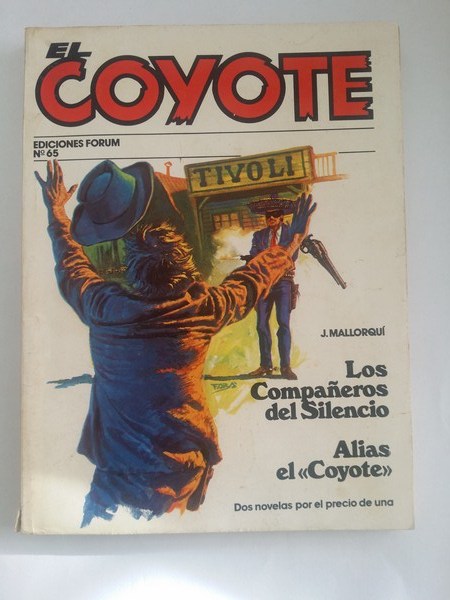 EL
COYOTE
EDICIONES FORUM
Nº 65
TIVOLI
J. MALLORQUÍ
Los
Compañeros
del Silencio
Alias
el «Coyote»
Dos novelas por el precio de una